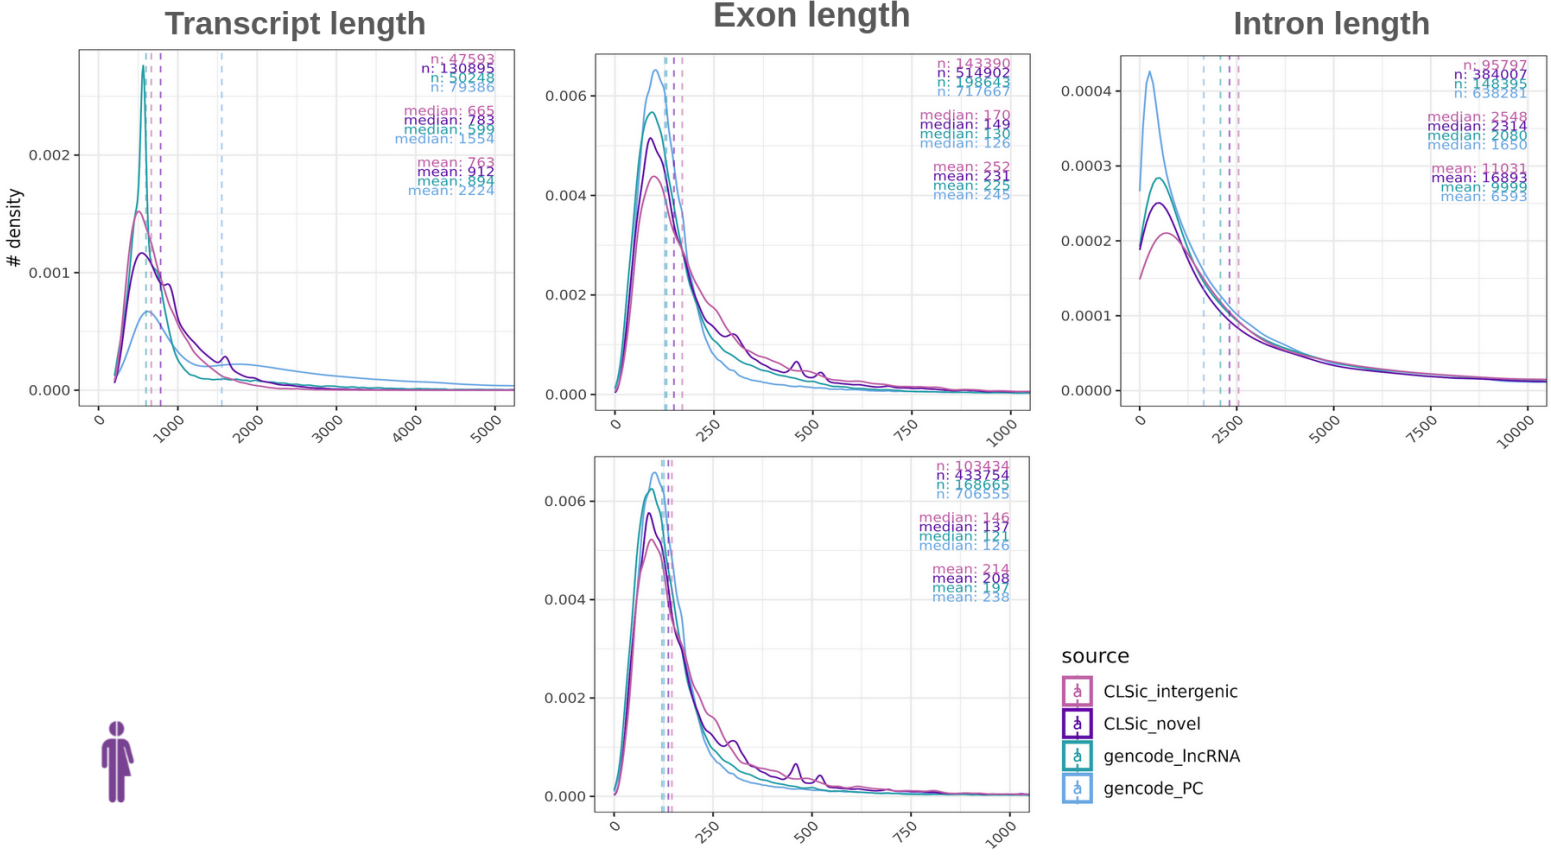 Transcript length
Exon length
Intron length
# density
n: 47593
n: 130895
n: 50248
n: 79386
median: 665
median: 783
median: 599
median: 1554
mean: 763
mean: 912
mean: 894
mean: 2224
0.002
0.001
0.000
0
1000
2000
3000
4000
5000
n: 143390
n: 514902
n: 198643
n: 717667
median: 170
median: 149
median: 130
median: 126
mean: 252
mean: 231
mean: 225
mean: 245
0.006
0.004
0.002
0.000
0
250
500
750
1000
n: 95797
n: 384007
n: 148395
n: 638281
median: 2548
median: 2314
median: 2080
median: 1650
mean: 11031
mean: 16893
mean: 9999
mean: 6593
0.0004
0.0003
0.0002
0.0001
0.0000
0
2500
5000
7500
10000
n: 103434
n: 433754
n: 168665
n: 706555
median: 146
median: 137
median: 121
median: 126
mean: 214
mean: 208
mean: 197
mean: 238
0.006
0.004
0.002
0.000
0
250
500
750
1000
source
a CLSic_intergenic
a CLSic_novel
a gencode_lncRNA
a gencode_PC